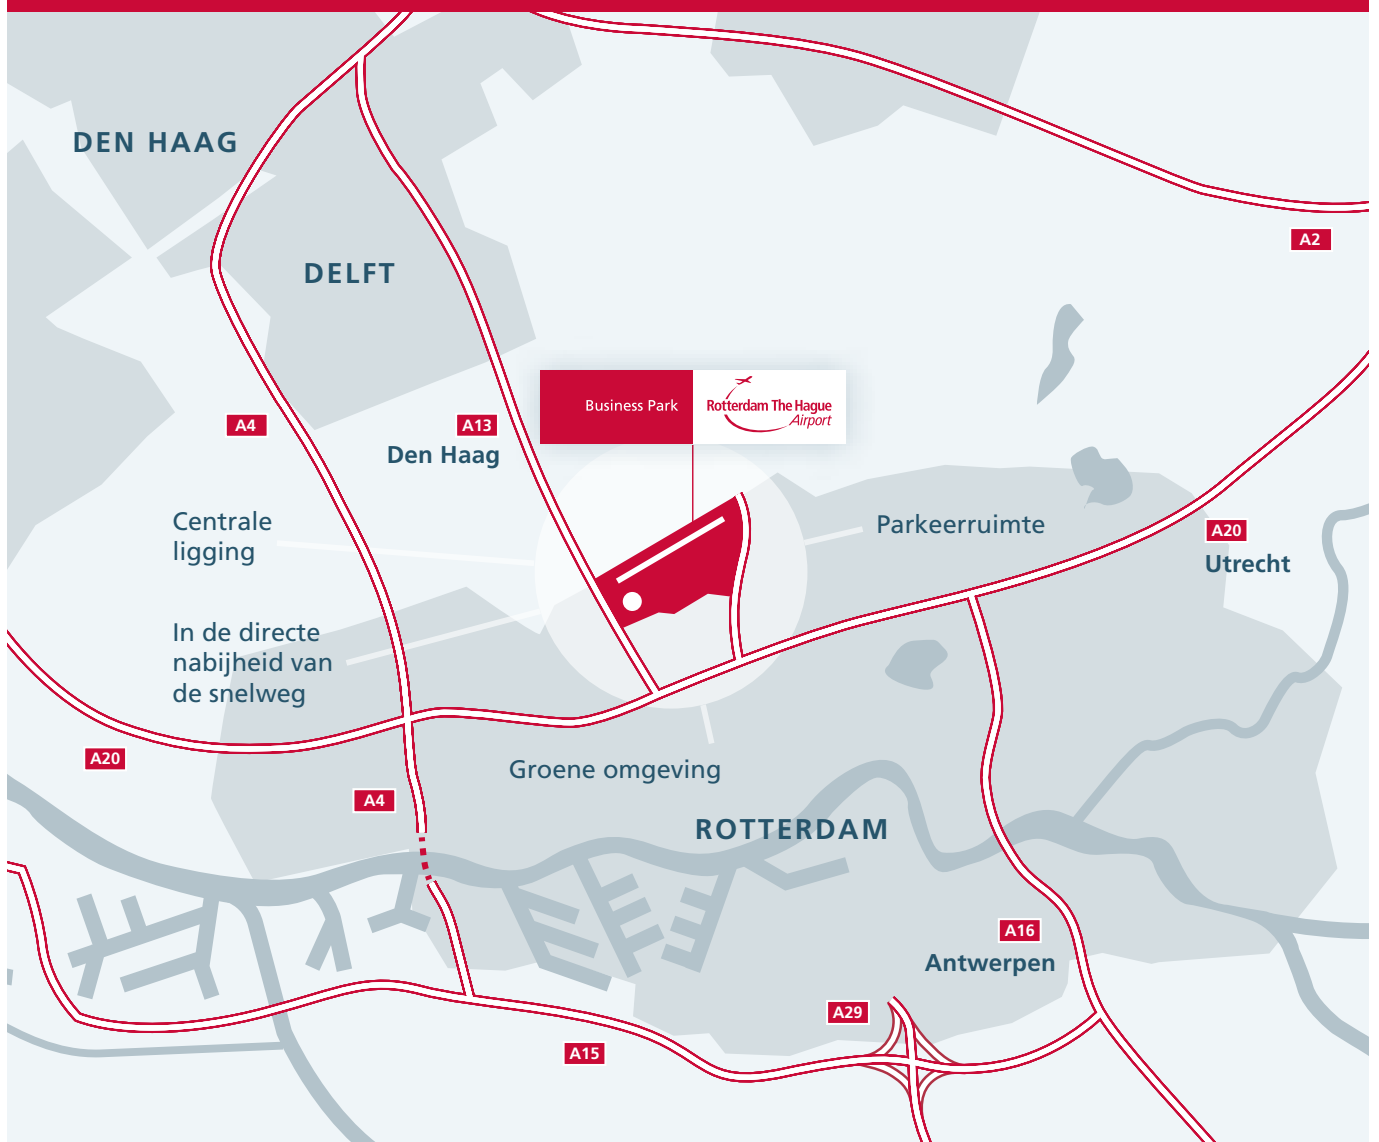 DEN HAAG
A2
DELFT
Business Park
Rotterdam The Hague
Airport
A4
A13
Den Haag
Centrale
ligging
Parkeerruimte
A20
Utrecht
In de directe
nabijheid van
de snelweg
A20
Groene omgeving
A4
ROTTERDAM
A16
Antwerpen
A29
A15